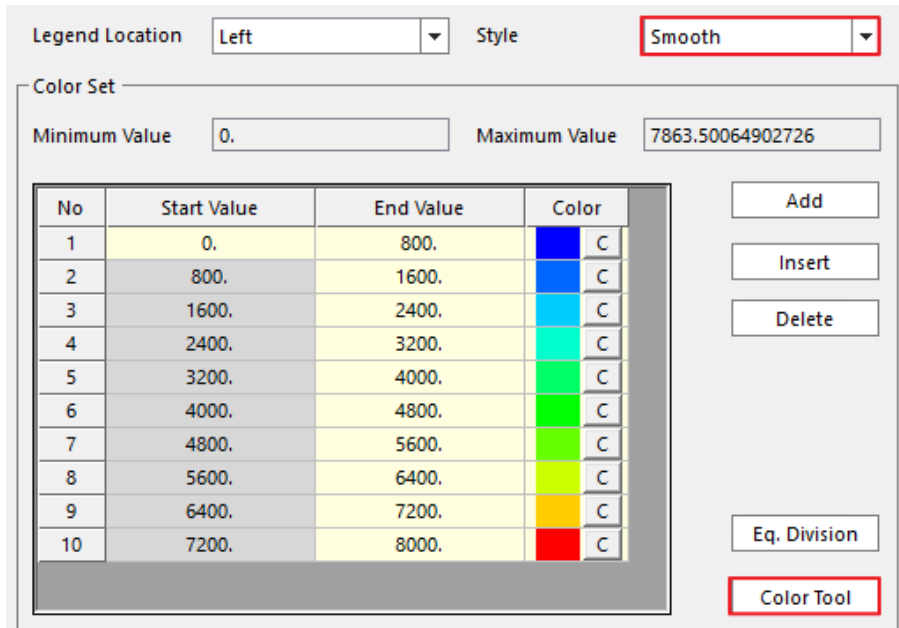 Legend Location Left Style Smooth
Color Set
Minimum Value 0. Maximum Value 7863.50064902726
No Start Value End Value Color
1 0. 800. C
2 800. 1600. C
3 1600. 2400. C
4 2400. 3200. C
5 3200. 4000. C
6 4000. 4800. C
7 4800. 5600. C
8 5600. 6400. C
9 6400. 7200. C
10 7200. 8000. C
Add
Insert
Delete
Eq. Division
Color Tool